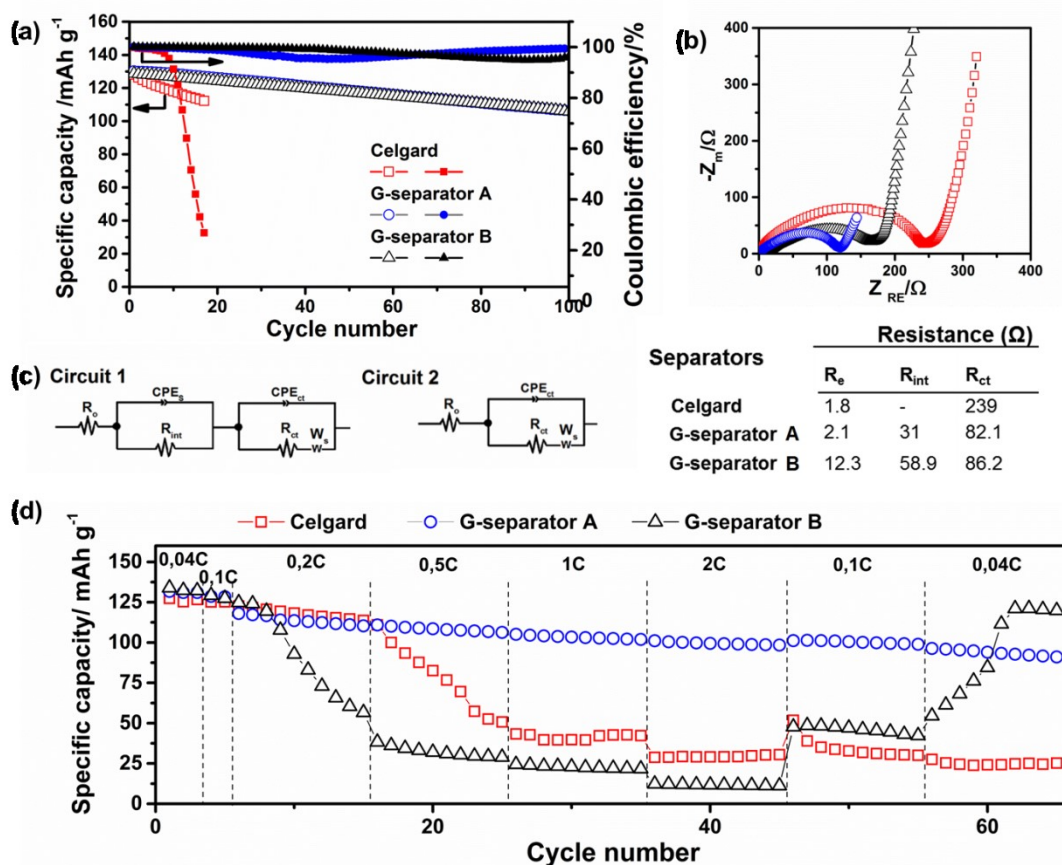 (a)
160
140
120
100
80
60
40
20
0
Specific capacity /mAh g-1
0 20 40 60 80 100
Cycle number
100
80
60
40
20
0
Coulombic efficiency/%
Celgard
G-separator A
G-separator B
(b)
400
300
200
100
0
-Zm/Ω
0 100 200 300 400
Z RE/Ω
Separators
Resistance (Ω)
Re Rint Rct
Celgard 1.8 - 239
G-separator A 2.1 31 82.1
G-separator B 12.3 58.9 86.2
(c)
Circuit 1
Ro CPEs Rint CPEct Rct Ws
Circuit 2
Ro CPEct Rct Ws
(d)
Celgard G-separator A G-separator B
150
125
100
75
50
25
0
Specific capacity/ mAh g-1
0,04C 0,1C 0,2C 0,5C 1C 2C 0,1C 0,04C
0 20 40 60
Cycle number